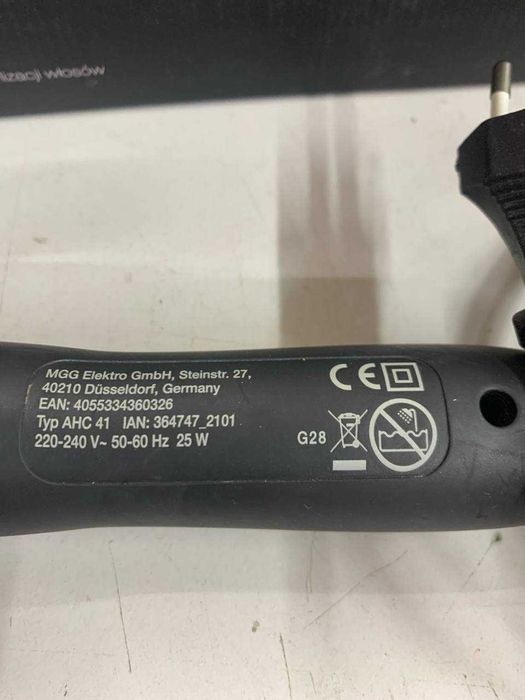 włosów
MGG Elektro GmbH, Steinstr. 27,
40210 Düsseldorf, Germany
EAN: 4055334360326
Typ AHC 41 IAN: 364747_2101
220-240 V~ 50-60 Hz 25 W
CE
G28